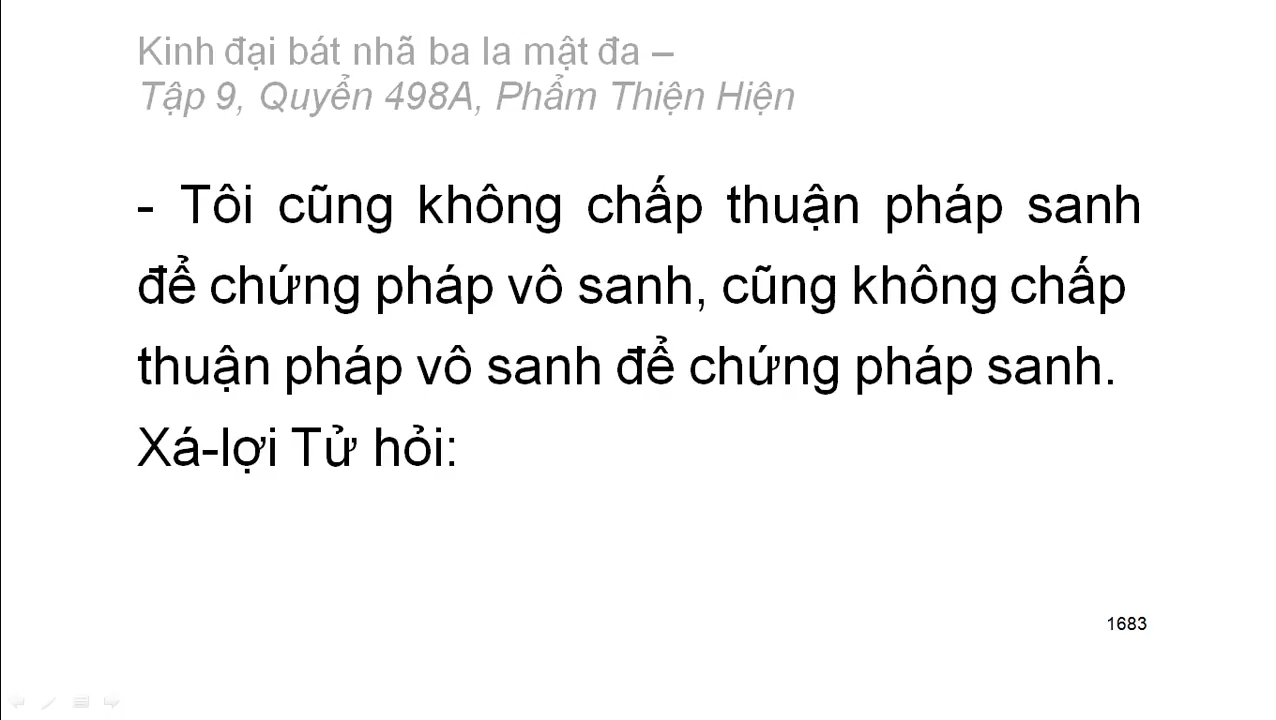 Kinh đại bát nhã ba la mật đa –
Tập 9, Quyển 498A, Phẩm Thiện Hiện
- Tôi cũng không chấp thuận pháp sanh
để chứng pháp vô sanh, cũng không chấp
thuận pháp vô sanh để chứng pháp sanh.
Xá-lợi Tử hỏi:
1683